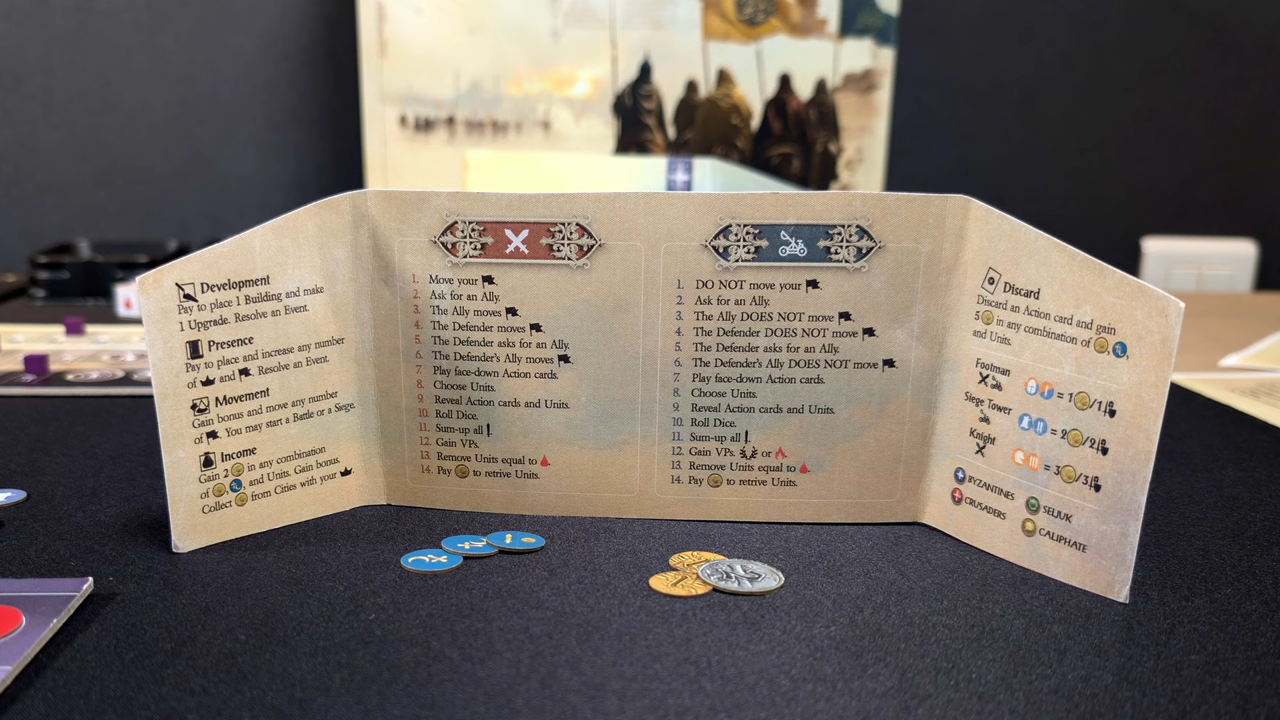 Development
Pay to place 1 Building and make
1 Upgrade. Resolve an Event.
Presence
Pay to place and increase any number
of and . Resolve an Event.
Movement
Gain bonus and move any number
of . You may start a Battle or a Siege.
Income
Gain 2 in any combination
of , , and Units. Gain bonus.
Collect from Cities with your .
1. Move your .
2. Ask for an Ally.
3. The Ally moves .
4. The Defender moves .
5. The Defender asks for an Ally.
6. The Defender's Ally moves .
7. Play face-down Action cards.
8. Choose Units.
9. Reveal Action cards and Units.
10. Roll Dice.
11. Sum-up all .
12. Gain VPs.
13. Remove Units equal to .
14. Pay to retrive Units.
1. DO NOT move your .
2. Ask for an Ally.
3. The Ally DOES NOT move .
4. The Defender DOES NOT move .
5. The Defender asks for an Ally.
6. The Defender's Ally DOES NOT move .
7. Play face-down Action cards.
8. Choose Units.
9. Reveal Action cards and Units.
10. Roll Dice.
11. Sum-up all .
12. Gain VPs. or .
13. Remove Units equal to .
14. Pay to retrive Units.
Discard
Discard an Action card and gain
5 in any combination of , ,
and Units.
Footman
= 1 /1
Siege Tower
= 2 /2
Knight
= 3 /3
BYZANTINES
CRUSADERS
SELJUK
CALIPHATE